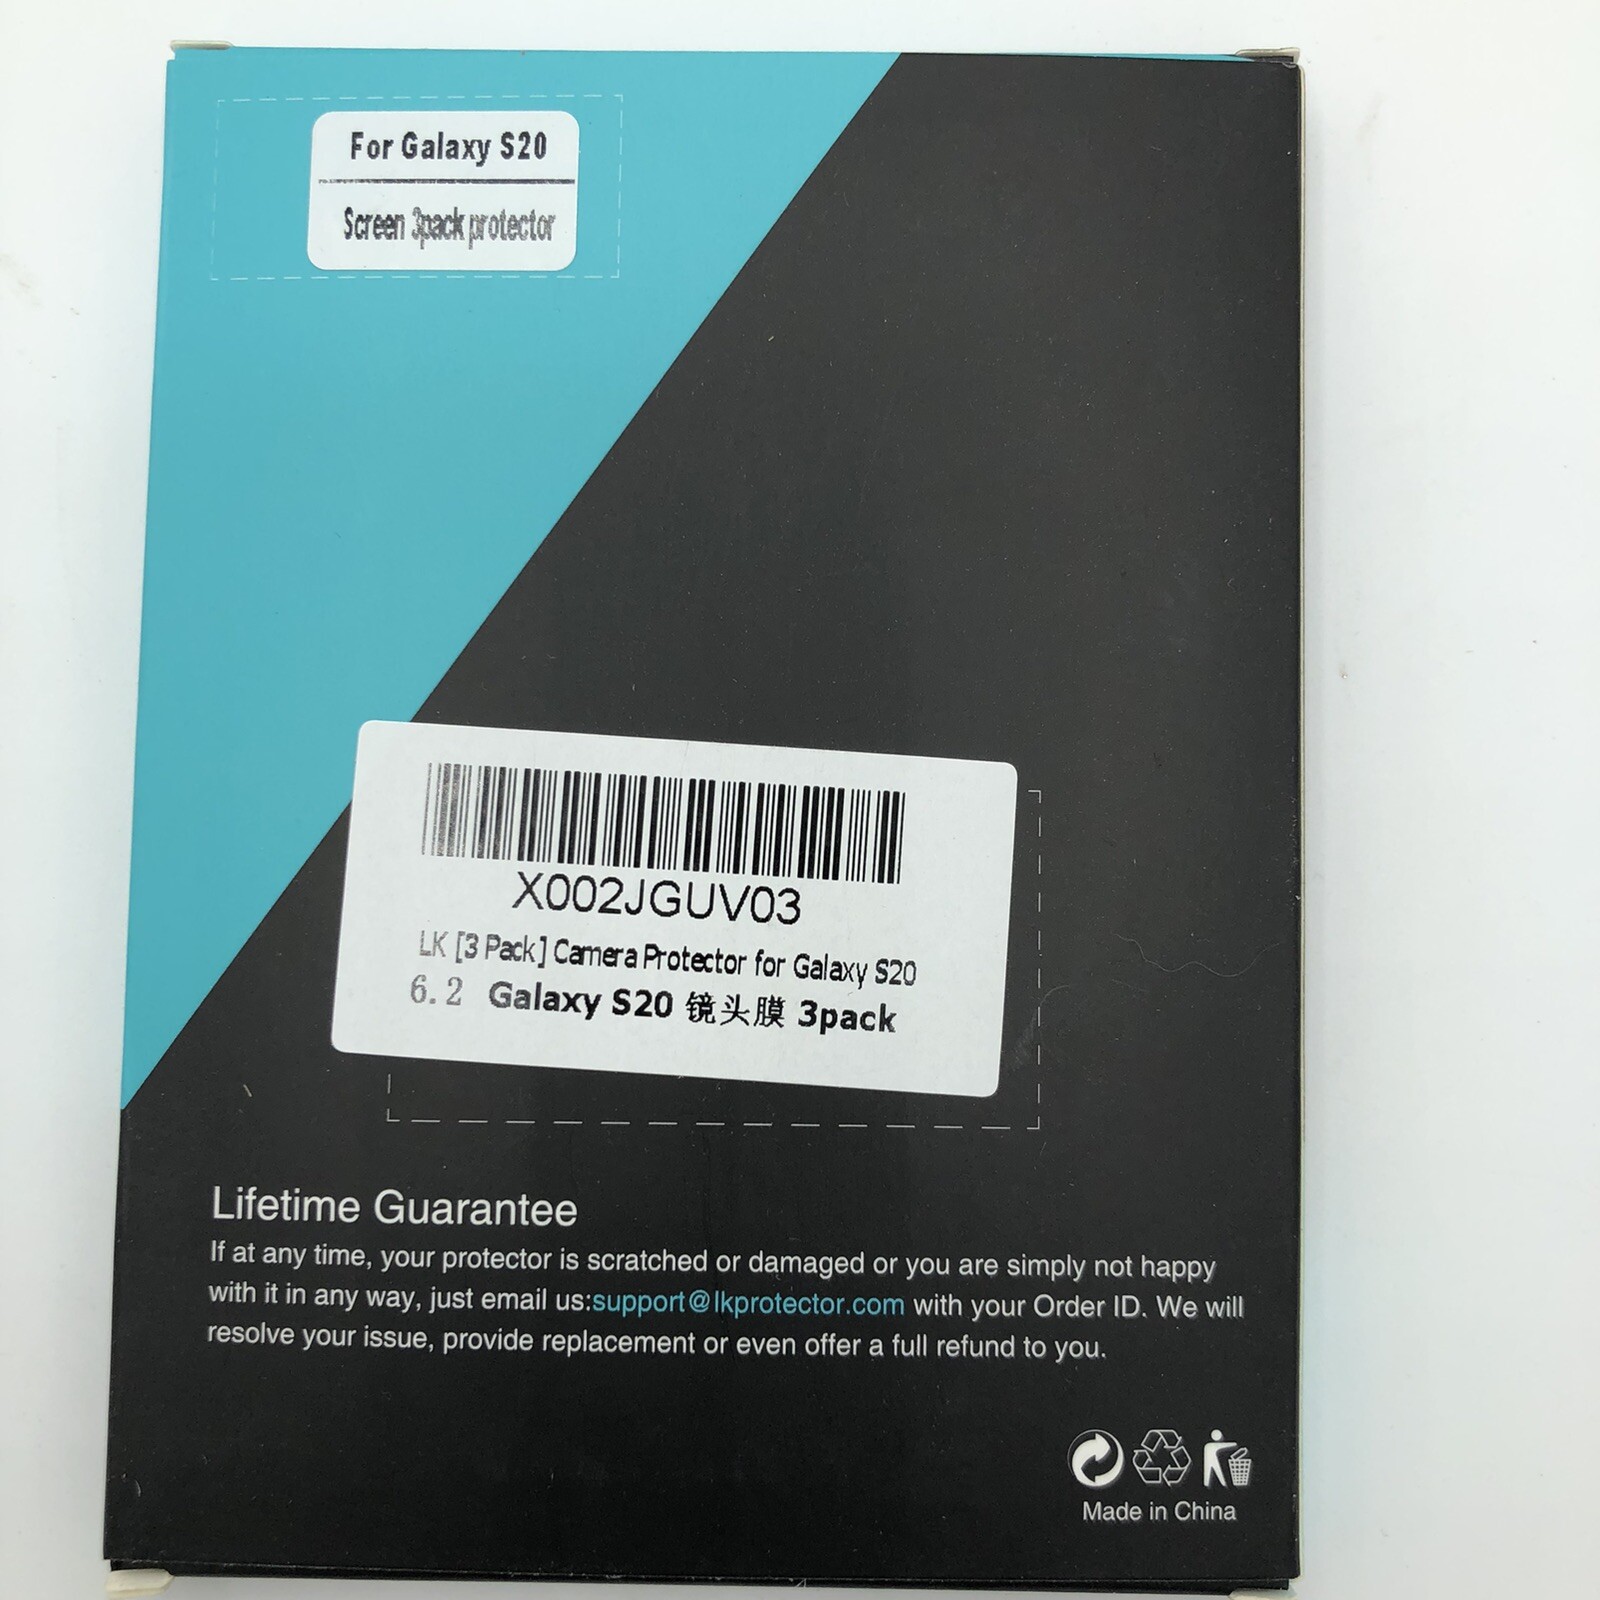 For Galaxy S20
Screen 3pack protector
X002JGUV03
LK [3 Pack] Camera Protector for Galaxy S20
6.2 Galaxy S20 镜头膜 3pack
Lifetime Guarantee
If at any time, your protector is scratched or damaged or you are simply not happy
with it in any way, just email us:support@lkprotector.com with your Order ID. We will
resolve your issue, provide replacement or even offer a full refund to you.
Made in China